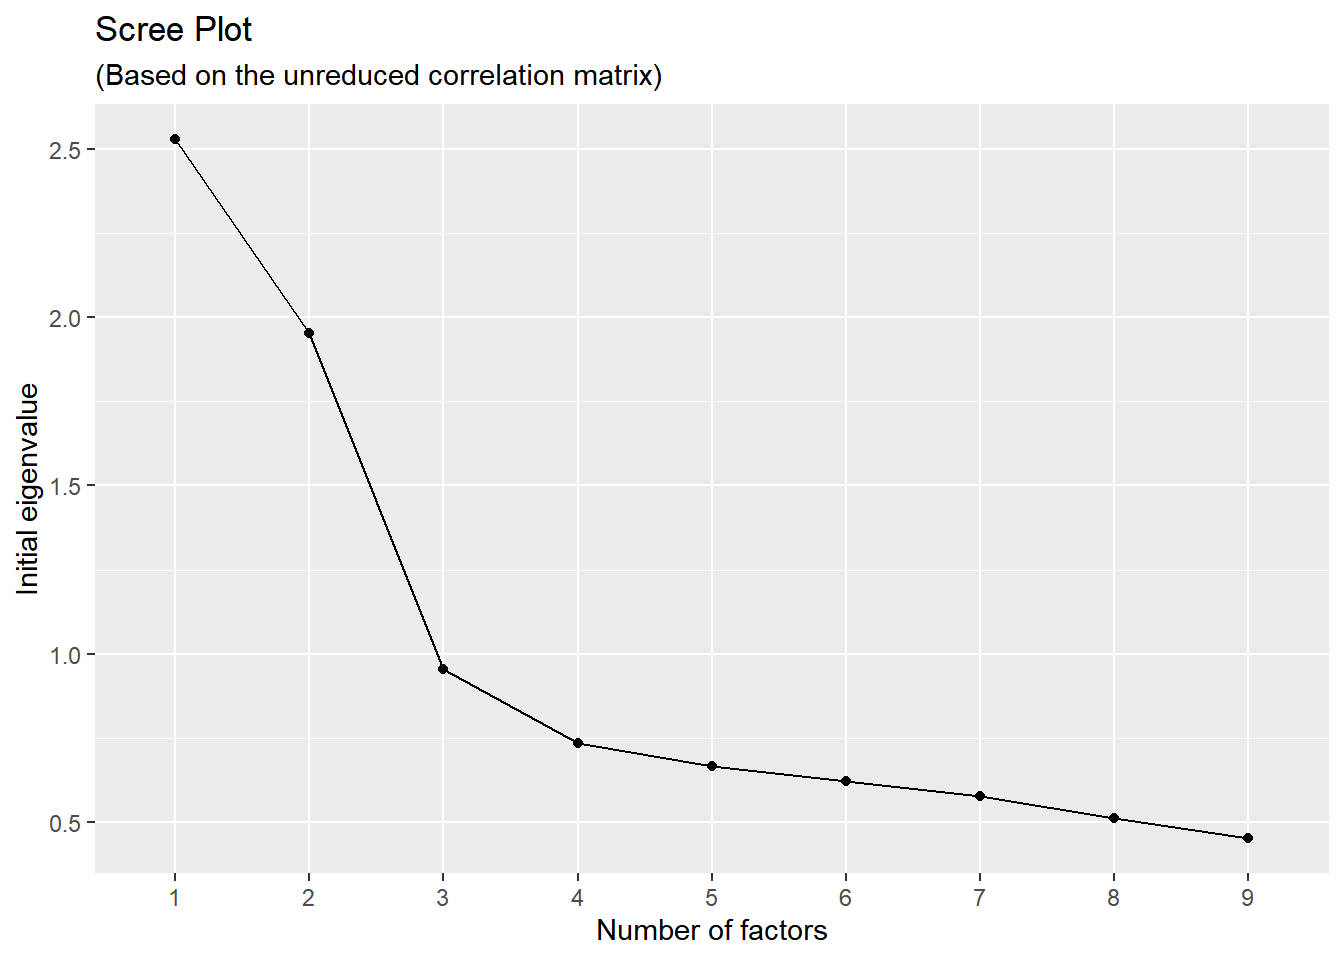 Scree Plot
(Based on the unreduced correlation matrix)
Initial eigenvalue
2.5
2.0
1.5
1.0
0.5
1 2 3 4 5 6 7 8 9
Number of factors